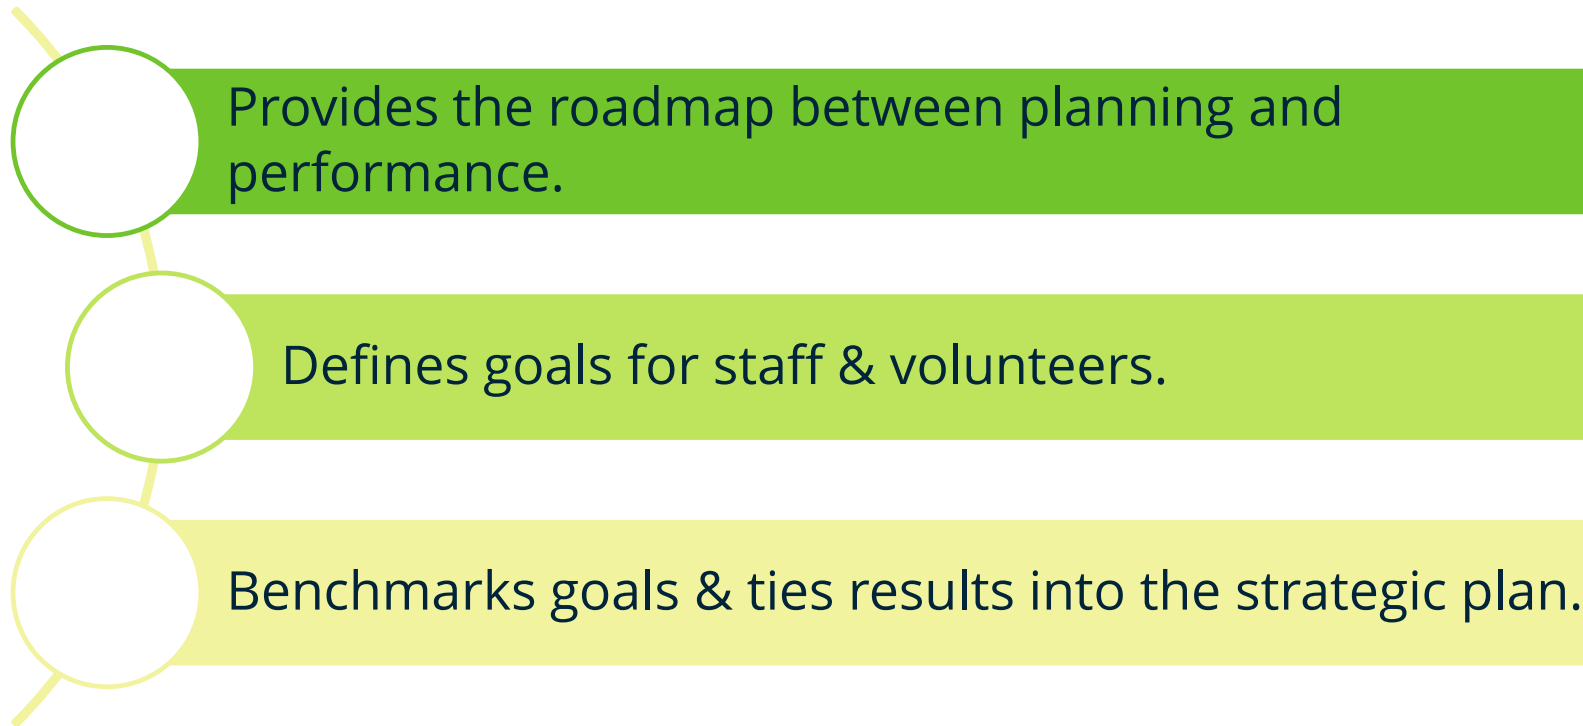 Provides the roadmap between planning and
performance.
Defines goals for staff & volunteers.
Benchmarks goals & ties results into the strategic plan.